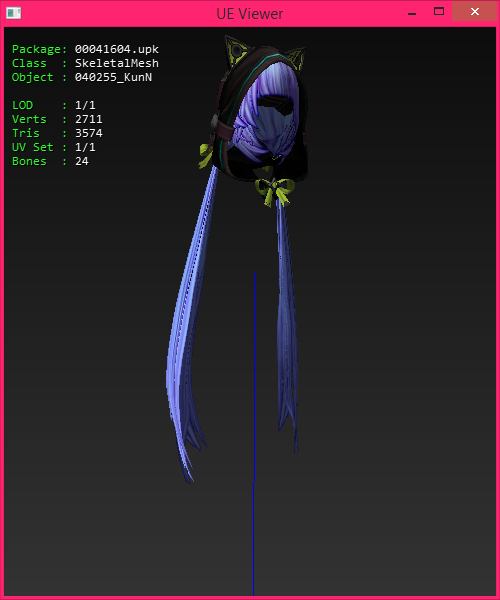 UE Viewer
Package: 00041604.upk
Class  : SkeletalMesh
Object : 040255_KunN
LOD    : 1/1
Verts  : 2711
Tris   : 3574
UV Set : 1/1
Bones  : 24